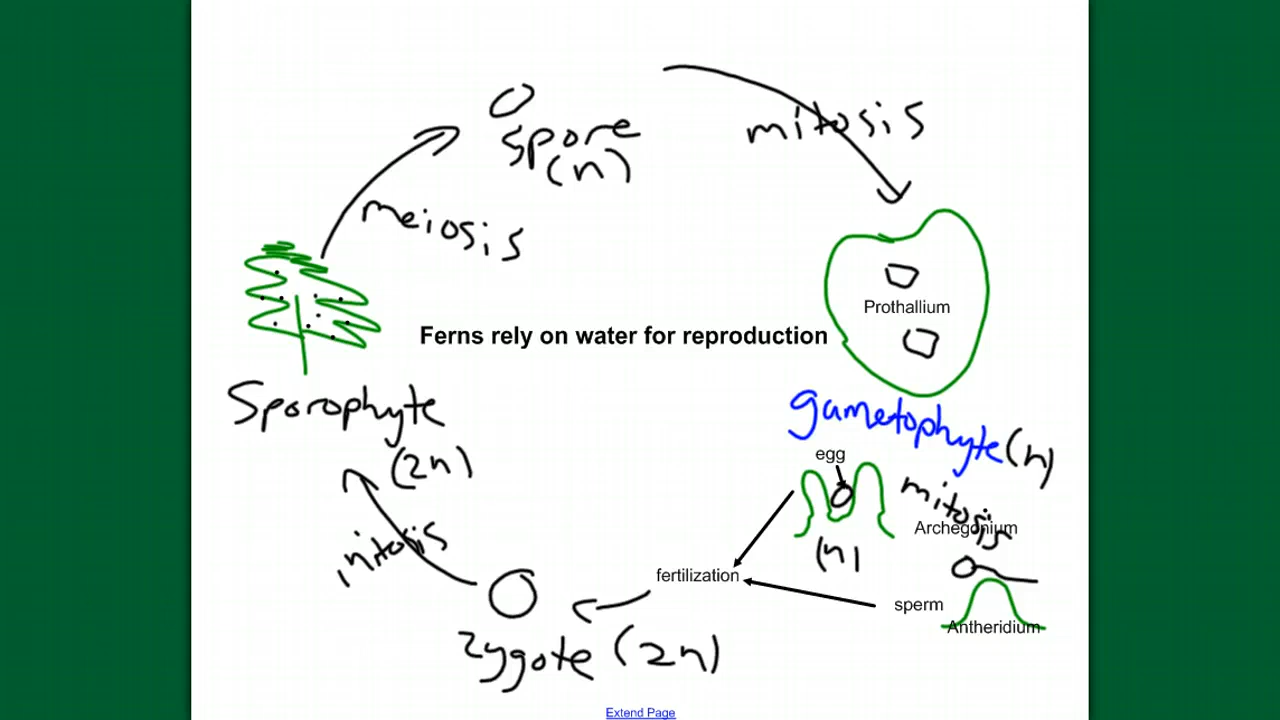 spore
(n)
mitosis
meiosis
Prothallium
Ferns rely on water for reproduction
Sporophyte
(2n)
gametophyte (n)
egg
mitosis
Archegonium
(n)
mitosis
fertilization
sperm
Antheridium
zygote (2n)
Extend Page